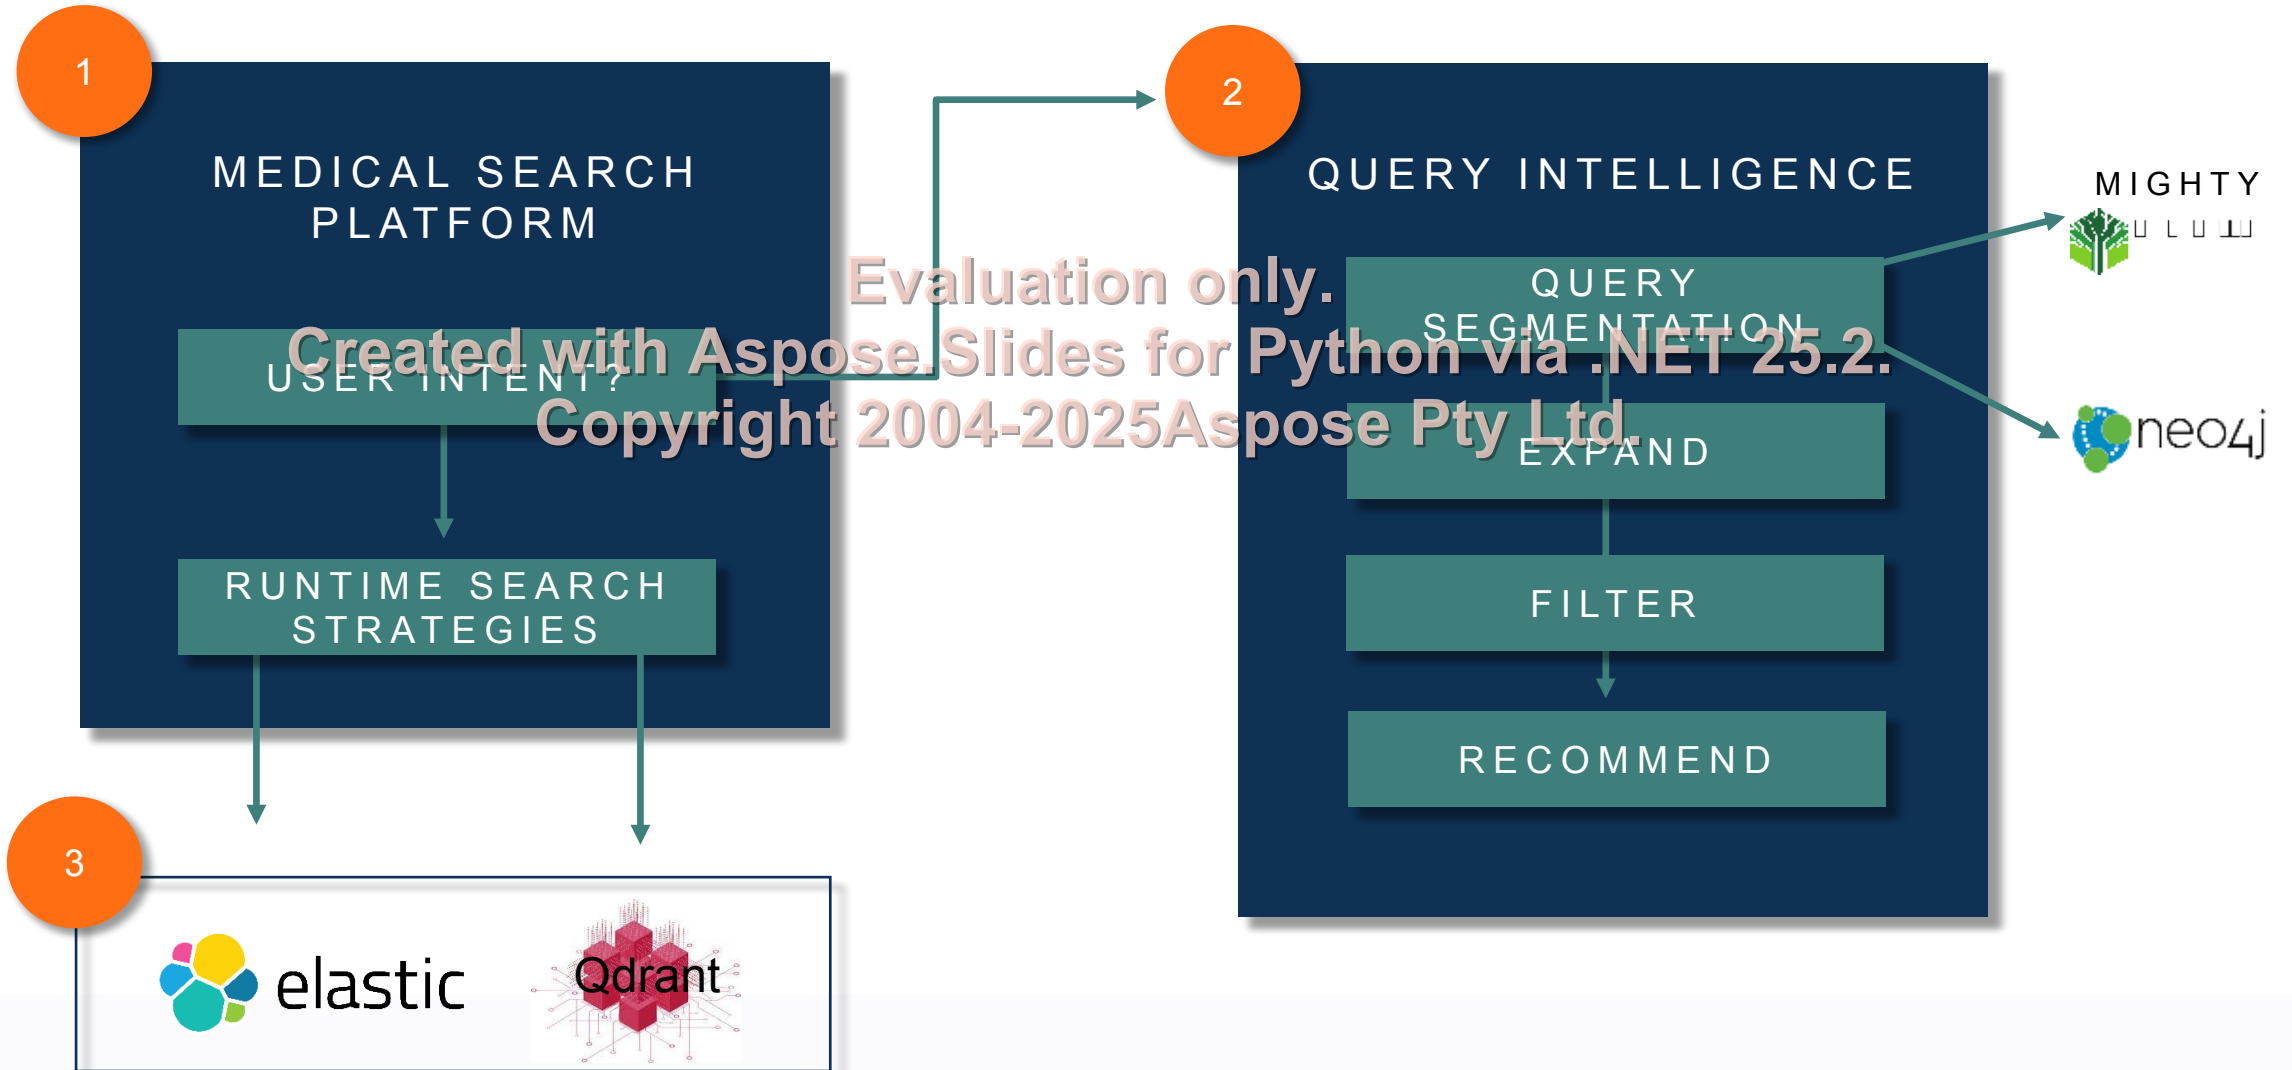 1
MEDICAL SEARCH
PLATFORM
USER INTENT?
RUNTIME SEARCH
STRATEGIES
2
QUERY INTELLIGENCE
QUERY
SEGMENTATION
EXPAND
FILTER
RECOMMEND
MIGHTY
neo4j
3
elastic
Qdrant
Evaluation only.
Created with Aspose.Slides for Python via .NET 25.2.
Copyright 2004-2025Aspose Pty Ltd.